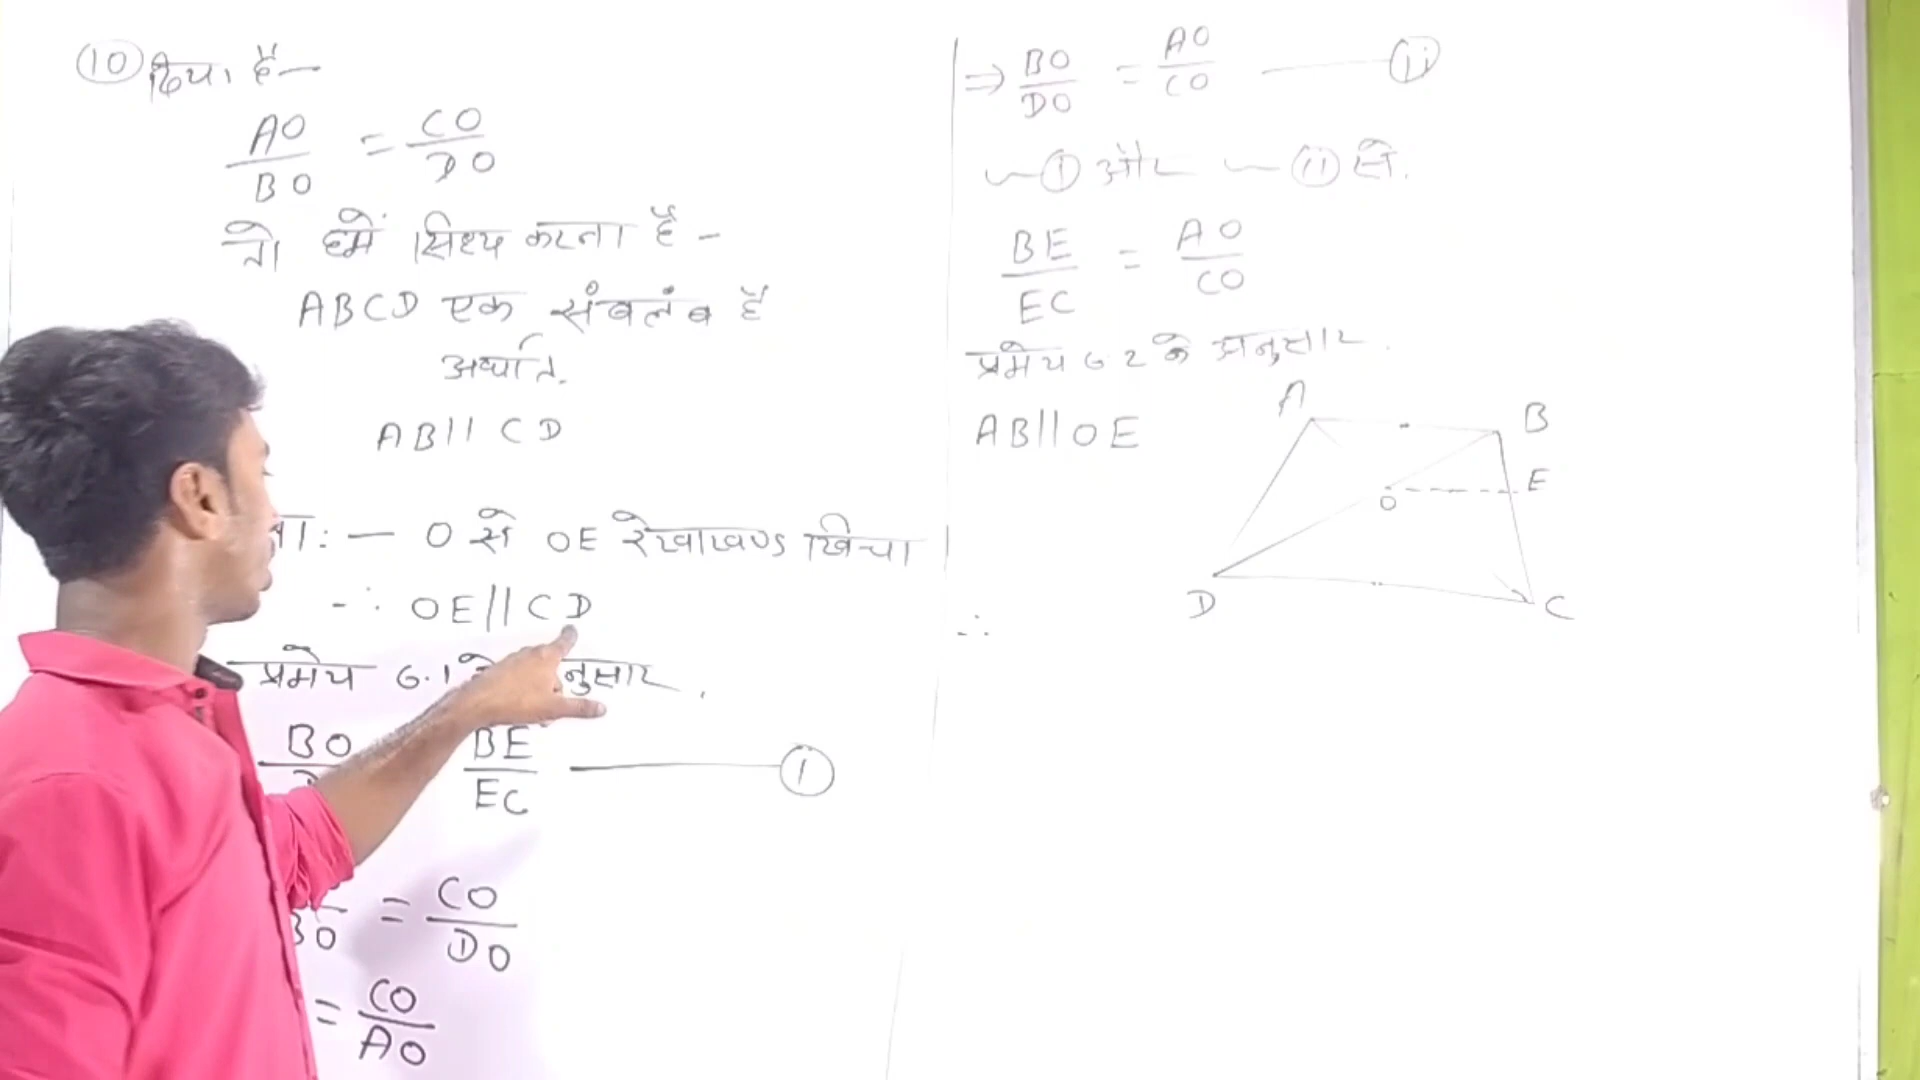 10 दिया है—
AO/BO = CO/DO
तो हमें सिध्द करना है -
ABCD एक संबलंब है
अर्थात.
AB || CD
:— O से OE रेखाखण्ड खिचा
∴ OE || CD
प्रमेय 6.1
BO BE/EC ——— I
BO = CO/DO
= CO/AO
⇒ BO/DO = AO/CO ——— ii
~ I और ~ ii से.
BE/EC = AO/CO
प्रमेय 6 2 के अनुसार.
AB || OE
A
B
O
E
D
C
∴